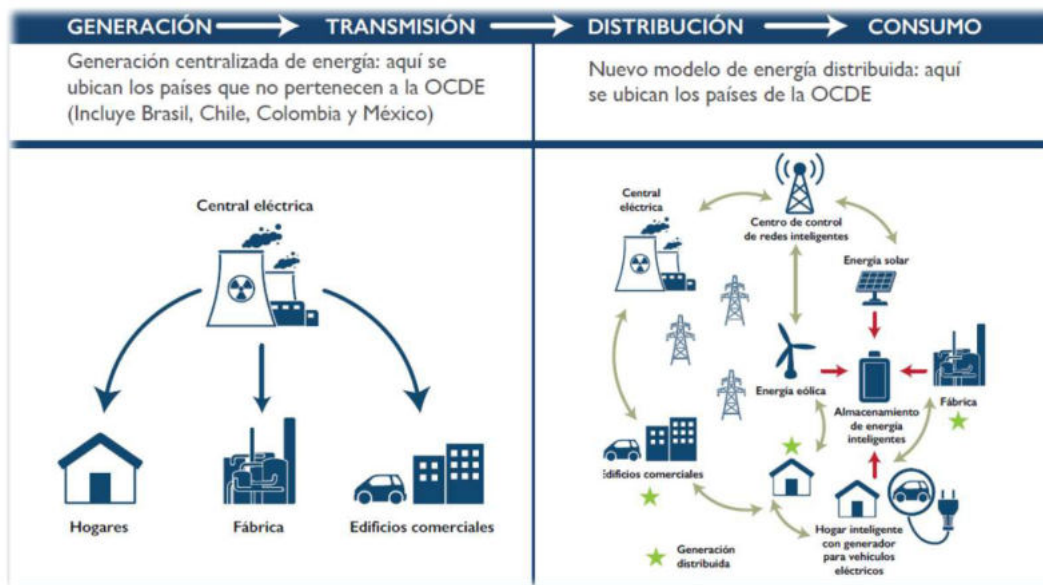 GENERACIÓN TRANSMISIÓN DISTRIBUCIÓN CONSUMO
Generación centralizada de energía: aquí se
ubican los países que no pertenecen a la OCDE
(Incluye Brasil, Chile, Colombia y México)
Nuevo modelo de energía distribuida: aquí
se ubican los países de la OCDE
Central eléctrica
Hogares
Fábrica
Edificios comerciales
Central
eléctrica
Centro de control
de redes inteligentes
Energía solar
Energía eólica
Almacenamiento
de energía
inteligentes
Fábrica
Edificios comerciales
Hogar inteligente
con generador
para vehículos
eléctricos
Generación
distribuida